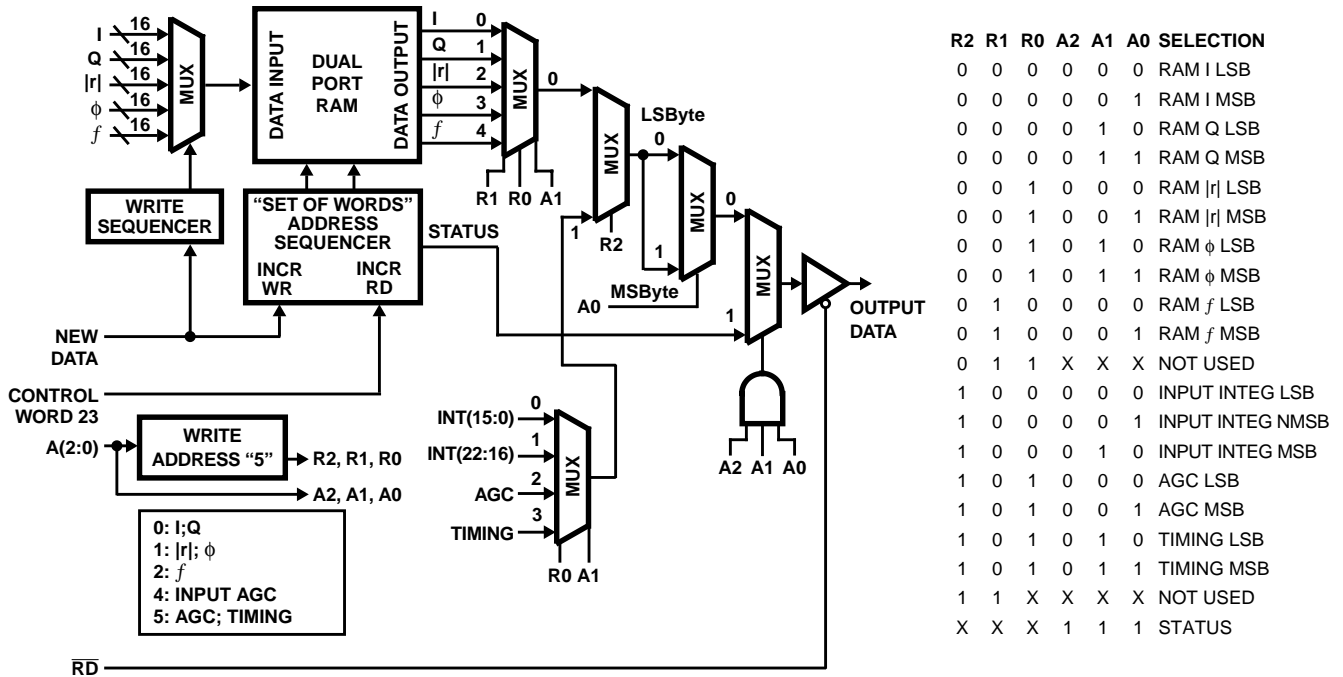 I 16
Q 16
|r| 16
ϕ 16
f 16
MUX
DATA INPUT
DUAL
PORT
RAM
DATA OUTPUT
I 0
Q 1
|r| 2
ϕ 3
f 4
MUX
R1 R0 A1
0
1
MUX
R2
LSByte
0
1
MSByte
A0
MUX
0
1
MUX
OUTPUT
DATA
WRITE
SEQUENCER
“SET OF WORDS”
ADDRESS
SEQUENCER
INCR
WR
INCR
RD
STATUS
NEW
DATA
CONTROL
WORD 23
A(2:0)
WRITE
ADDRESS “5”
R2, R1, R0
A2, A1, A0
0: I;Q
1: |r|; ϕ
2: f
4: INPUT AGC
5: AGC; TIMING
INT(15:0) 0
INT(22:16) 1
AGC 2
TIMING 3
MUX
R0 A1
A2 A1 A0
RD
R2 R1 R0 A2 A1 A0 SELECTION
0 0 0 0 0 0 RAM I LSB
0 0 0 0 0 1 RAM I MSB
0 0 0 0 1 0 RAM Q LSB
0 0 0 0 1 1 RAM Q MSB
0 0 1 0 0 0 RAM |r| LSB
0 0 1 0 0 1 RAM |r| MSB
0 0 1 0 1 0 RAM ϕ LSB
0 0 1 0 1 1 RAM ϕ MSB
0 1 0 0 0 0 RAM f LSB
0 1 0 0 0 1 RAM f MSB
0 1 1 X X X NOT USED
1 0 0 0 0 0 INPUT INTEG LSB
1 0 0 0 0 1 INPUT INTEG NMSB
1 0 0 0 1 0 INPUT INTEG MSB
1 0 1 0 0 0 AGC LSB
1 0 1 0 0 1 AGC MSB
1 0 1 0 1 0 TIMING LSB
1 0 1 0 1 1 TIMING MSB
1 1 X X X X NOT USED
X X X 1 1 1 STATUS